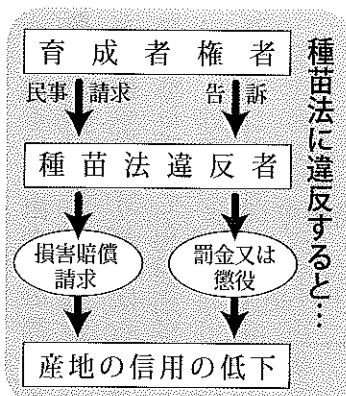 種苗法に違反すると…
育成者権者
民事請求
告訴
種苗法違反者
損害賠償
請求
罰金又は
懲役
産地の信用の低下